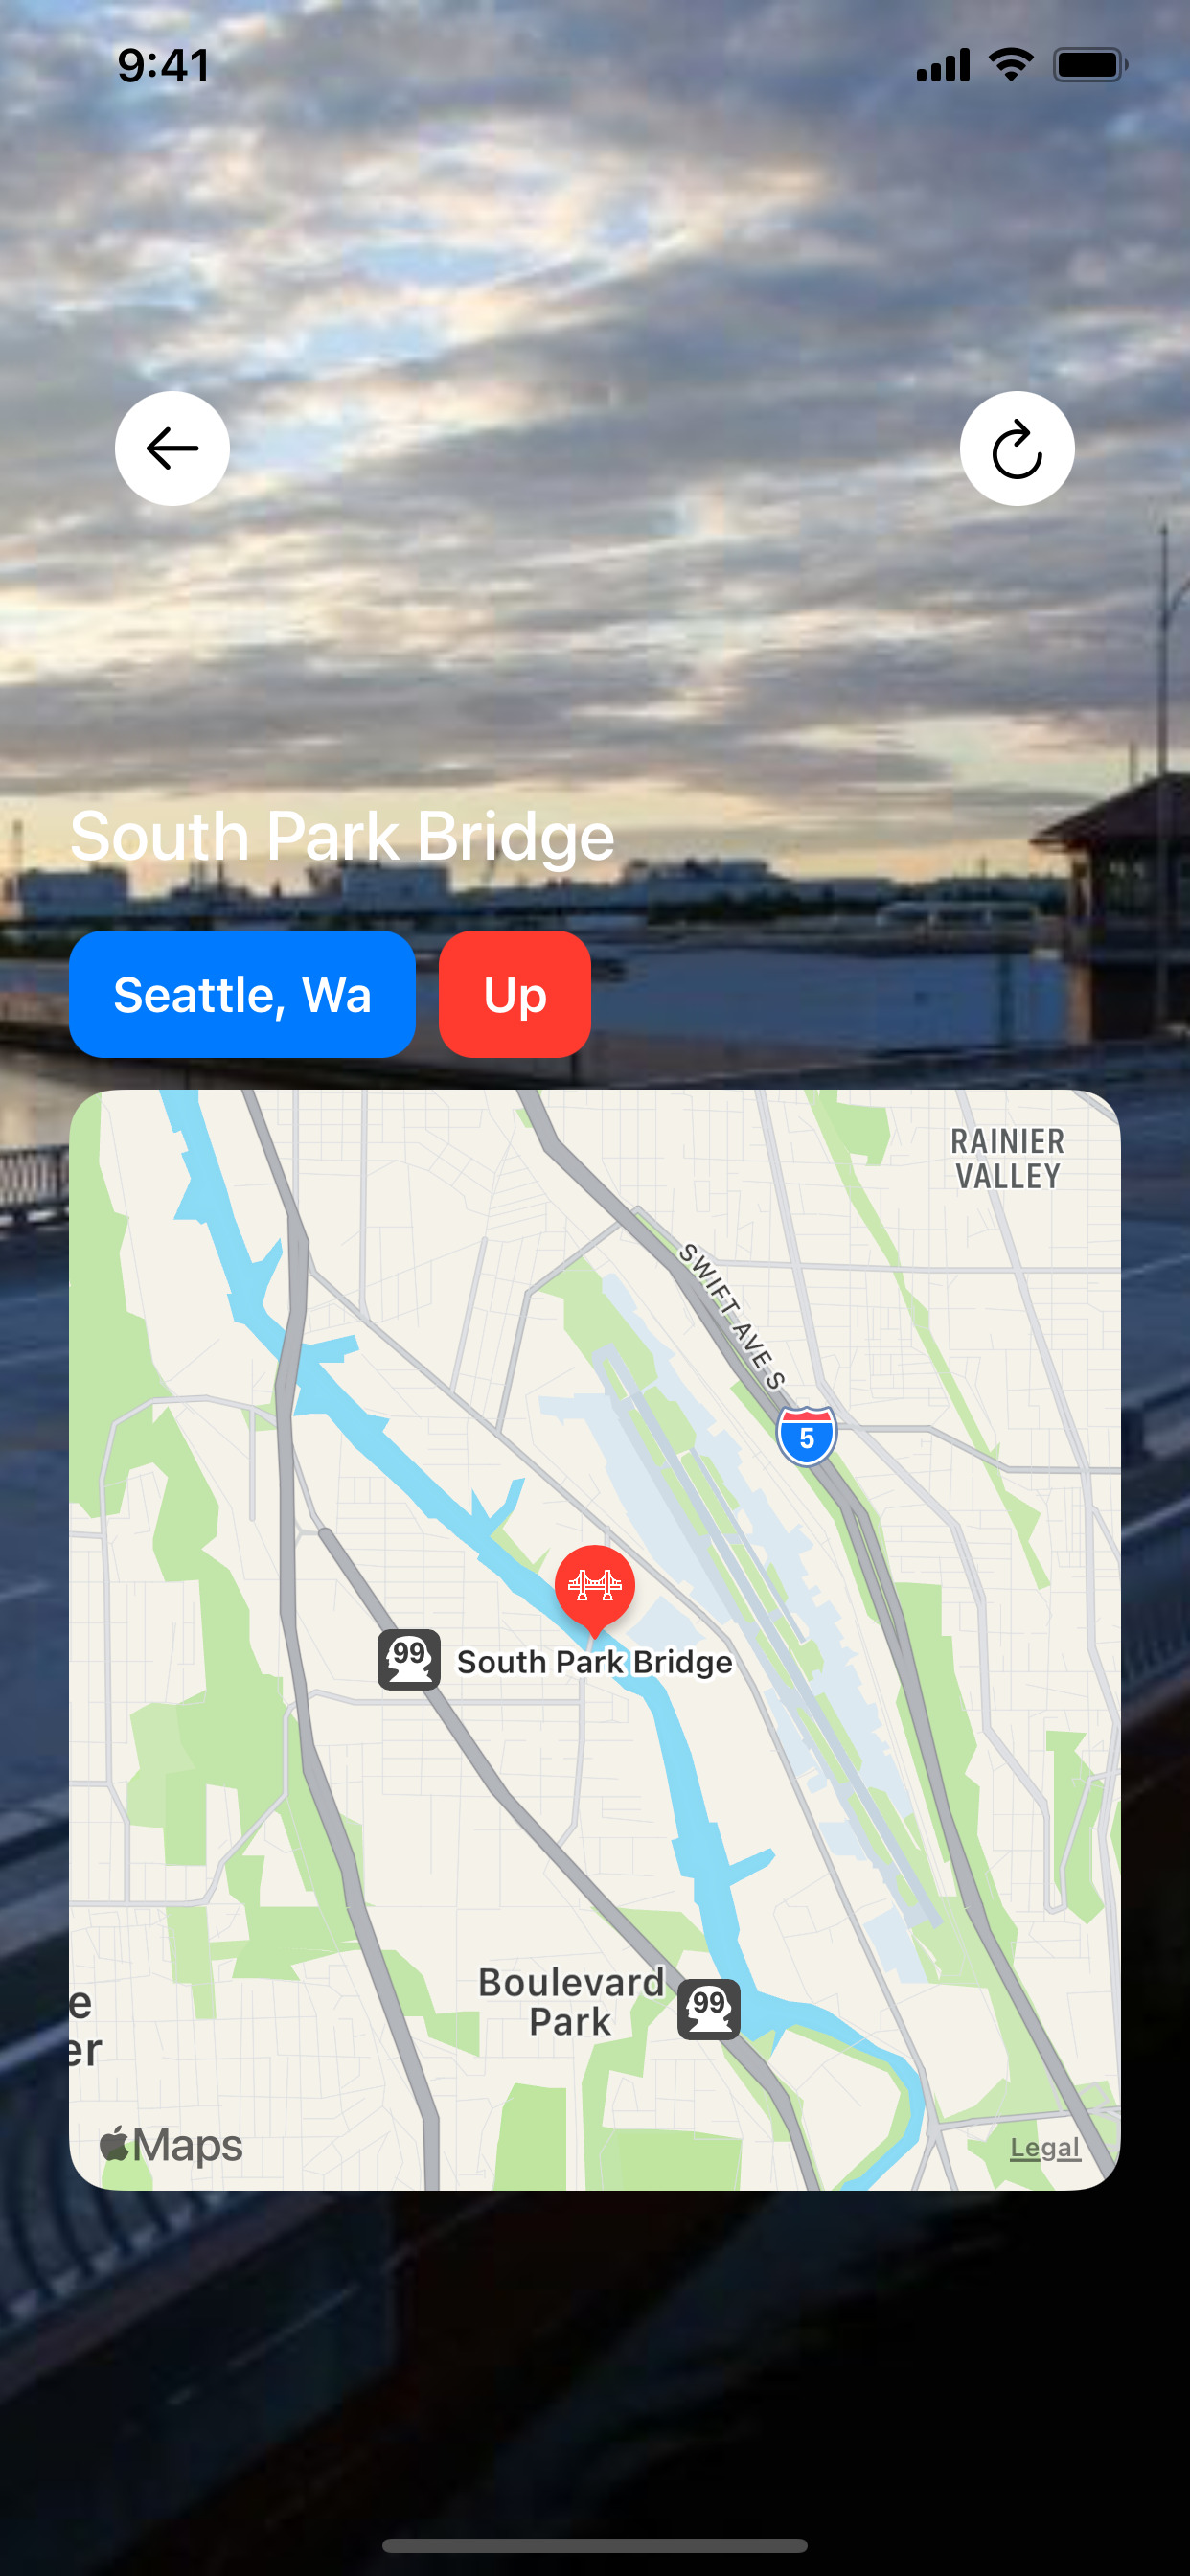 9:41
South Park Bridge
Seattle, Wa
Up
RAINIER
VALLEY
SWIFT AVE S
5
99
South Park Bridge
Boulevard
Park
99
e
er
Maps
Legal